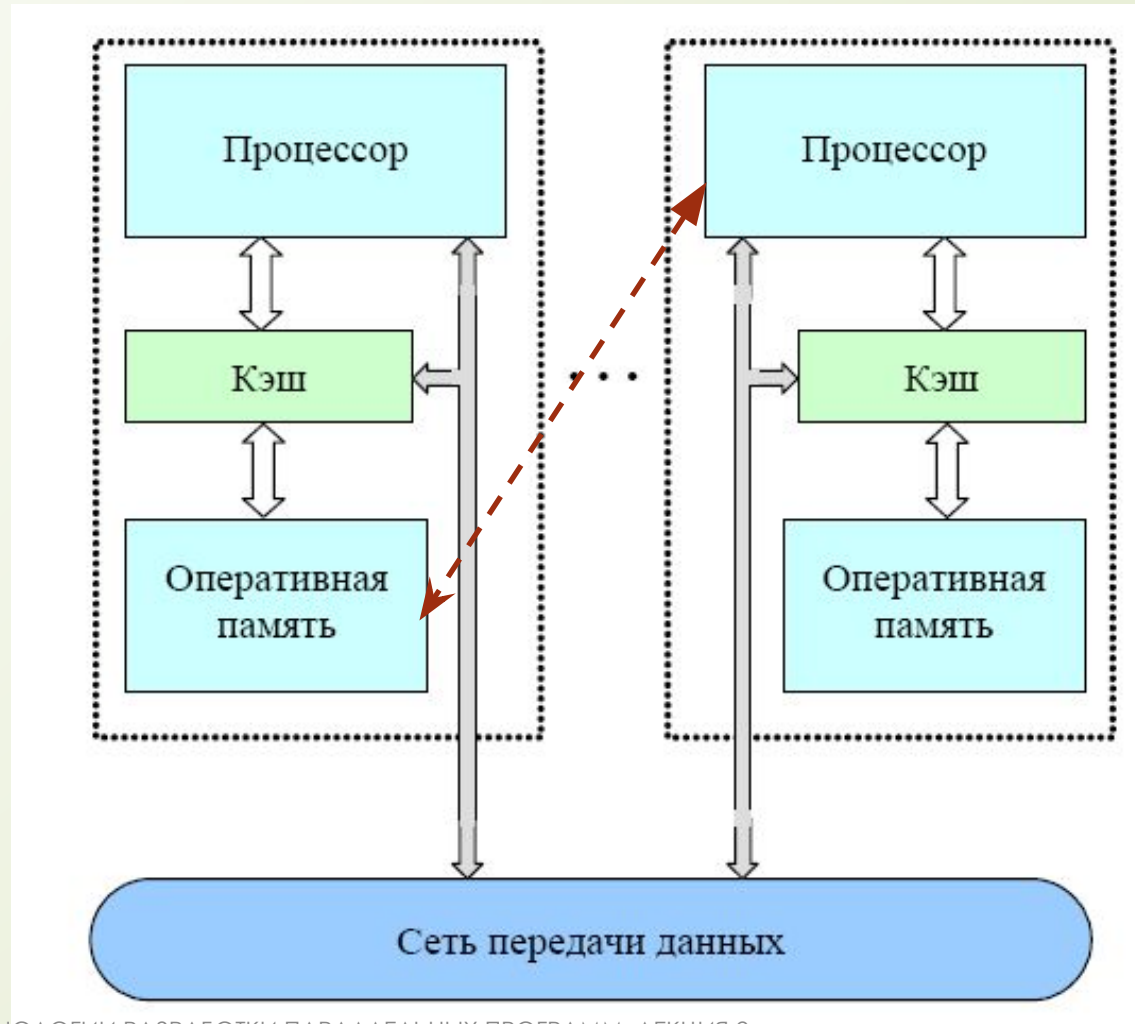 Процессор
Процессор
Кэш
. . .
Кэш
Оперативная
память
Оперативная
память
Сеть передачи данных